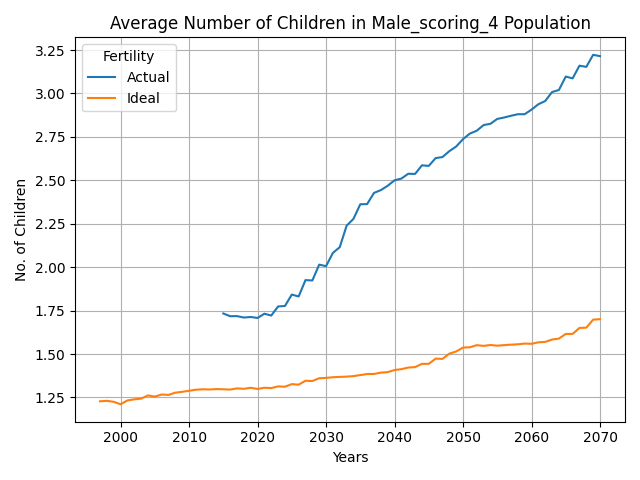 Average Number of Children in Male_scoring_4 Population
Fertility
Actual
Ideal
No. of Children
3.25
3.00
2.75
2.50
2.25
2.00
1.75
1.50
1.25
2000 2010 2020 2030 2040 2050 2060 2070
Years